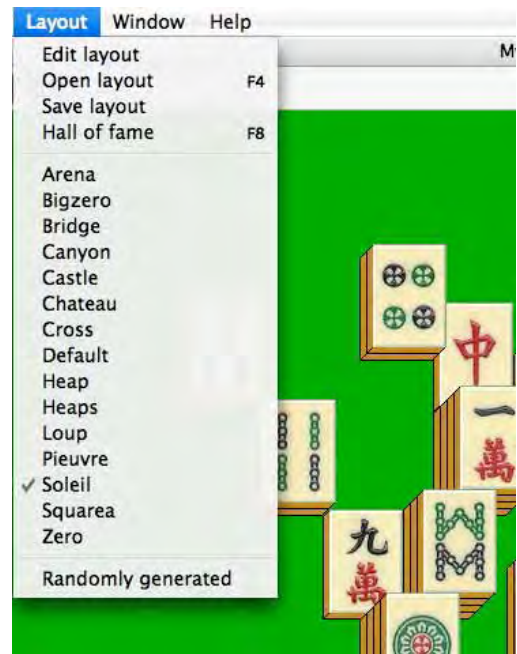 Layout Window Help
M
Edit layout
Open layout F4
Save layout
Hall of fame F8
Arena
Bigzero
Bridge
Canyon
Castle
Chateau
Cross
Default
Heap
Heaps
Loup
Pieuvre
✓ Soleil
Squarea
Zero
Randomly generated
中
一
萬
九
萬